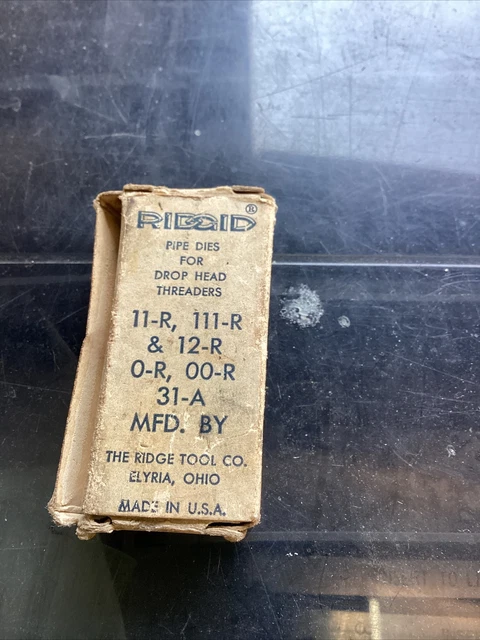 RIDGID®
PIPE DIES
FOR
DROP HEAD
THREADERS
11-R, 111-R
& 12-R
0-R, 00-R
31-A
MFD. BY
THE RIDGE TOOL CO.
ELYRIA, OHIO
MADE IN U.S.A.